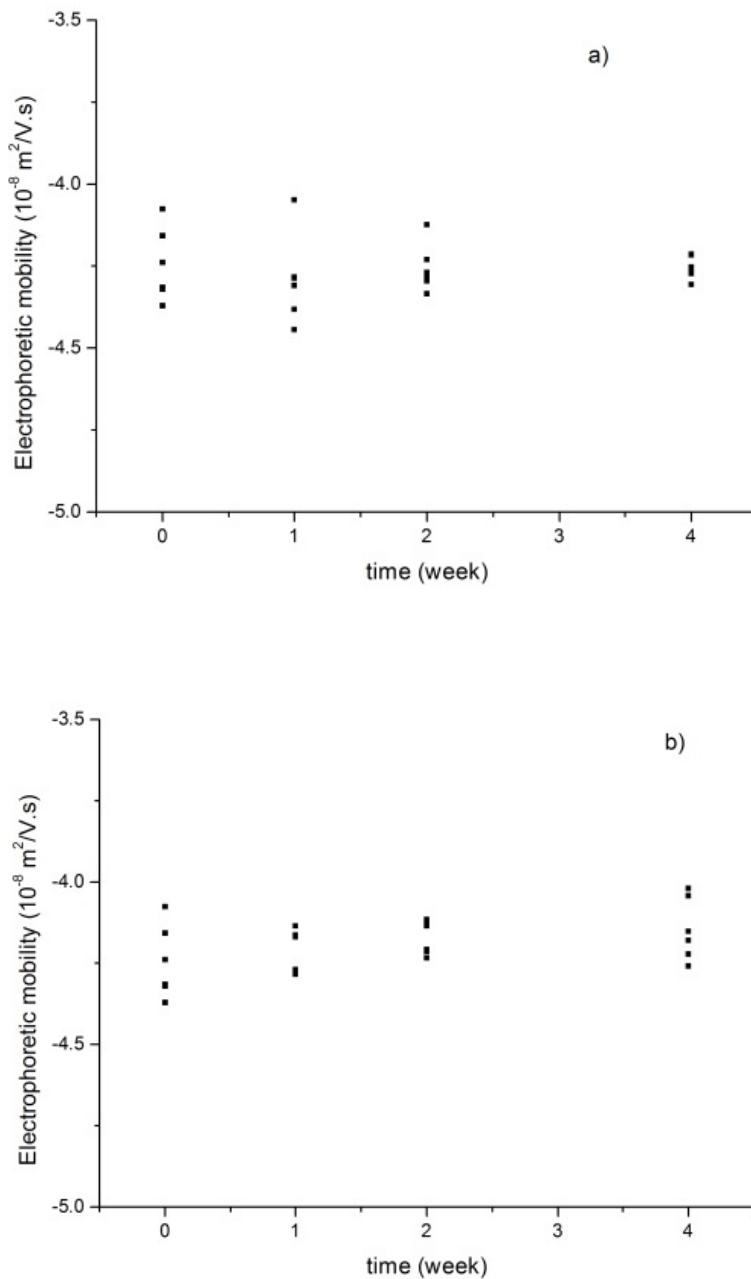 a)
Electrophoretic mobility (10⁻⁸ m²/V.s)
-3.5
-4.0
-4.5
-5.0
0 1 2 3 4
time (week)
b)
Electrophoretic mobility (10⁻⁸ m²/V.s)
-3.5
-4.0
-4.5
-5.0
0 1 2 3 4
time (week)